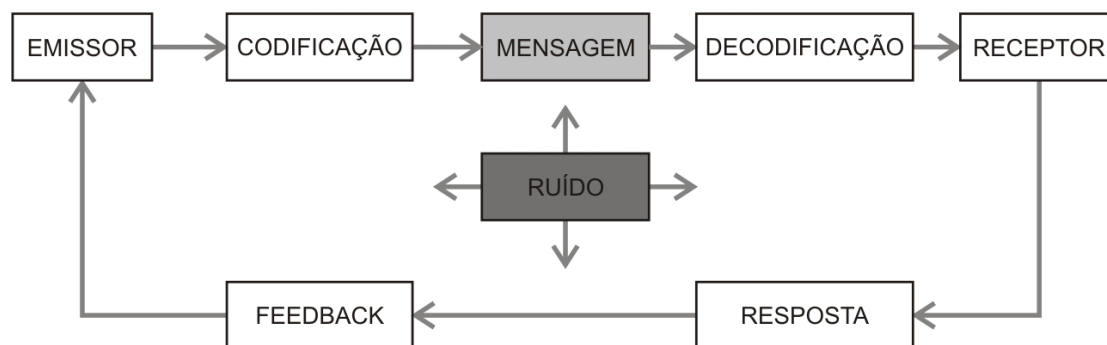 EMISSOR
CODIFICAÇÃO
MENSAGEM
DECODIFICAÇÃO
RECEPTOR
RUÍDO
FEEDBACK
RESPOSTA